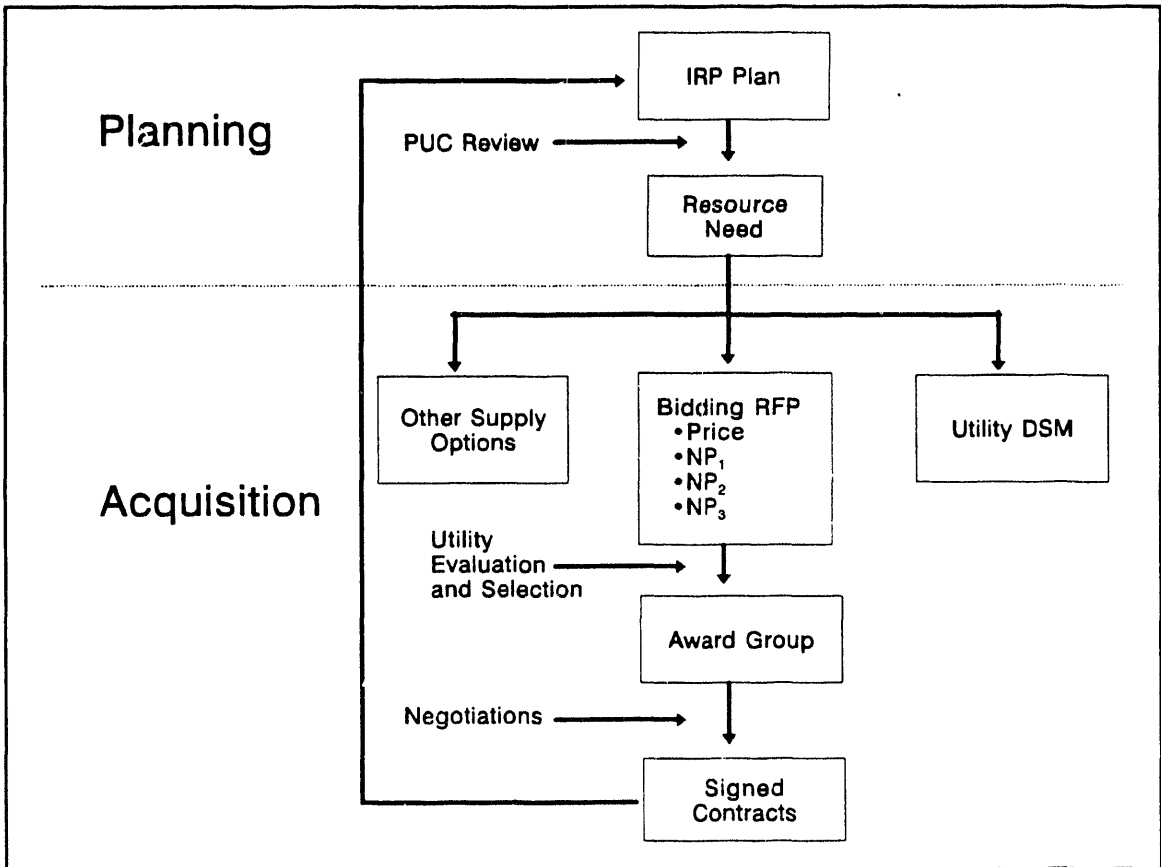 IRP Plan
Planning
PUC Review
Resource
Need
Other Supply
Options
Bidding RFP
•Price
•NP₁
•NP₂
•NP₃
Utility DSM
Acquisition
Utility
Evaluation
and Selection
Award Group
Negotiations
Signed
Contracts